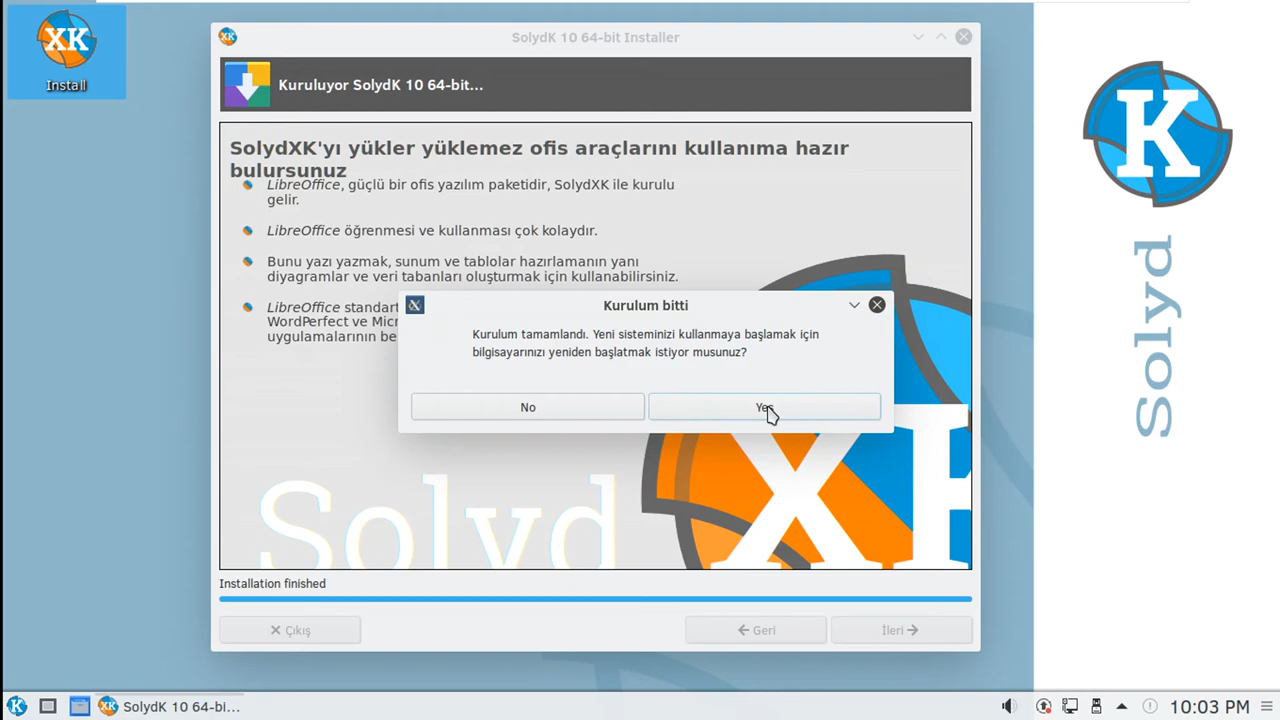 XK
Install
XK
SolydK 10 64-bit Installer
Kuruluyor SolydK 10 64-bit...
SolydXK'yı yükler yüklemez ofis araçlarını kullanıma hazır
bulursunuz
LibreOffice, güçlü bir ofis yazılım paketidir, SolydXK ile kurulu
gelir.
LibreOffice öğrenmesi ve kullanması çok kolaydır.
Bunu yazı yazmak, sunum ve tablolar hazırlamanın yanı
diyagramlar ve veri tabanları oluşturmak için kullanabilirsiniz.
LibreOffice standart
WordPerfect ve Micr
uygulamalarının be
Kurulum bitti
Kurulum tamamlandı. Yeni sisteminizi kullanmaya başlamak için
bilgisayarınızı yeniden başlatmak istiyor musunuz?
No
Yes
Solyd
XK
Installation finished
Çıkış
Geri
İleri
K
Solyd
K
XK
SolydK 10 64-bi...
10:03 PM